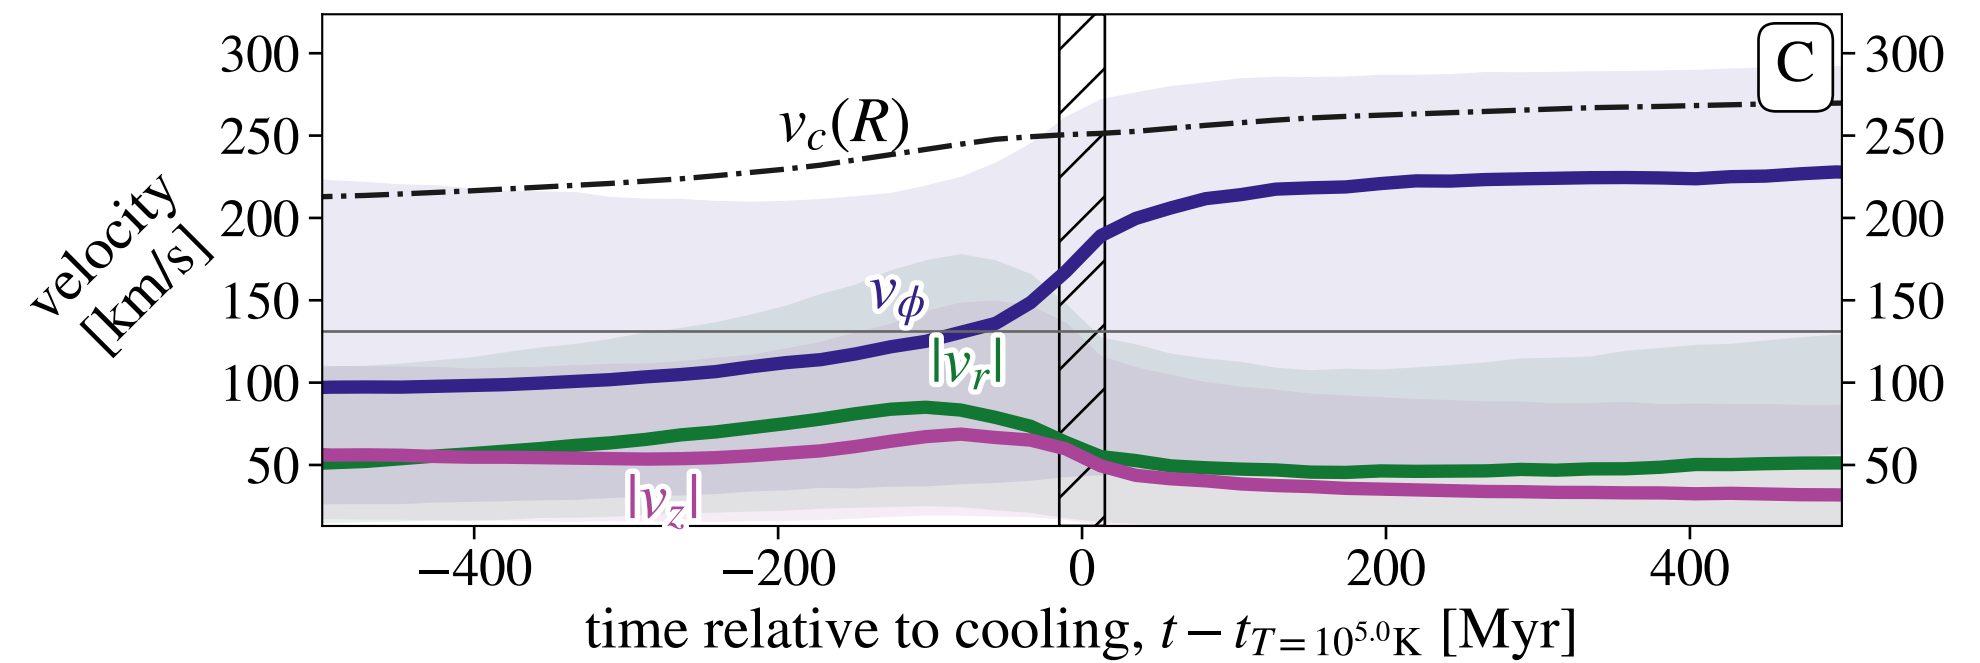 C
300 300
250 250
200 200
150 150
100 100
50 50
velocity
[km/s]
v_c(R)
v_ϕ
|v_r|
|v_z|
−400 −200 0 200 400
time relative to cooling, t − t_{T = 10^{5.0}K} [Myr]